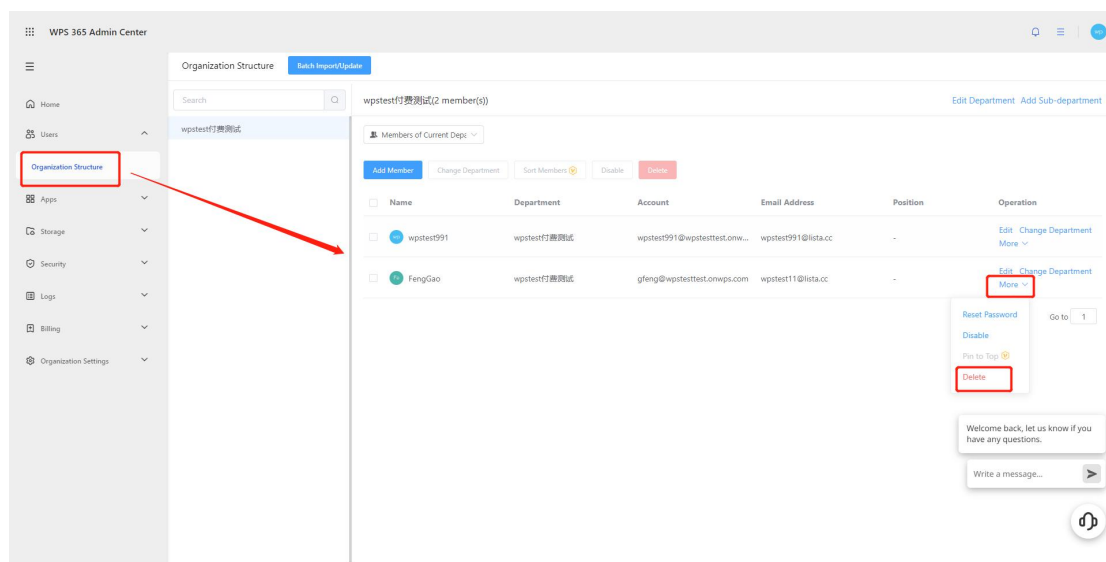 WPS 365 Admin Center
wp
Organization Structure
Batch Import/Update
Home
Users
Organization Structure
Apps
Storage
Security
Logs
Billing
Organization Settings
Search
wpstest付费测试
wpstest付费测试(2 member(s))
Edit Department Add Sub-department
Members of Current Depa
Add Member Change Department Sort Members Disable Delete
Name Department Account Email Address Position Operation
wpstest991 wpstest付费测试 wpstest991@wpstesttest.onw... wpstest991@lista.cc - Edit Change Department
More
FengGao wpstest付费测试 gfeng@wpstesttest.onwps.com wpstest11@lista.cc - Edit Change Department
More
Reset Password
Disable
Pin to Top
Delete
Go to 1
Welcome back, let us know if you
have any questions.
Write a message...